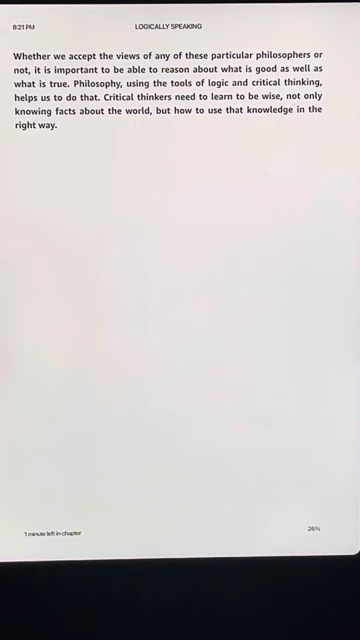 8:21 PM
LOGICALLY SPEAKING
Whether we accept the views of any of these particular philosophers or
not, it is important to be able to reason about what is good as well as
what is true. Philosophy, using the tools of logic and critical thinking,
helps us to do that. Critical thinkers need to learn to be wise, not only
knowing facts about the world, but how to use that knowledge in the
right way.
1 minute left in chapter
26%